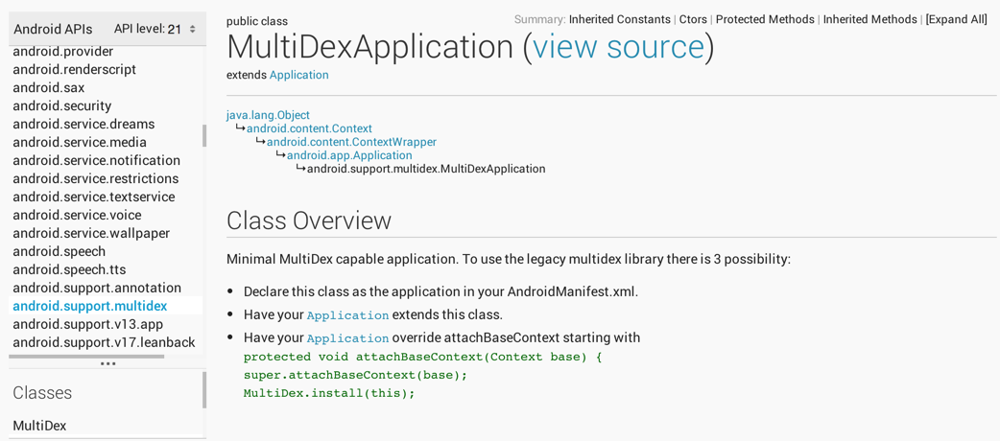 Android APIs API level: 21
android.provider
android.renderscript
android.sax
android.security
android.service.dreams
android.service.media
android.service.notification
android.service.restrictions
android.service.textservice
android.service.voice
android.service.wallpaper
android.speech
android.speech.tts
android.support.annotation
android.support.multidex
android.support.v13.app
android.support.v17.leanback
Classes
MultiDex
Summary: Inherited Constants | Ctors | Protected Methods | Inherited Methods | [Expand All]
public class
MultiDexApplication (view source)
extends Application
java.lang.Object
↳android.content.Context
↳android.content.ContextWrapper
↳android.app.Application
↳android.support.multidex.MultiDexApplication
Class Overview
Minimal MultiDex capable application. To use the legacy multidex library there is 3 possibility:
• Declare this class as the application in your AndroidManifest.xml.
• Have your Application extends this class.
• Have your Application override attachBaseContext starting with
protected void attachBaseContext(Context base) {
super.attachBaseContext(base);
MultiDex.install(this);